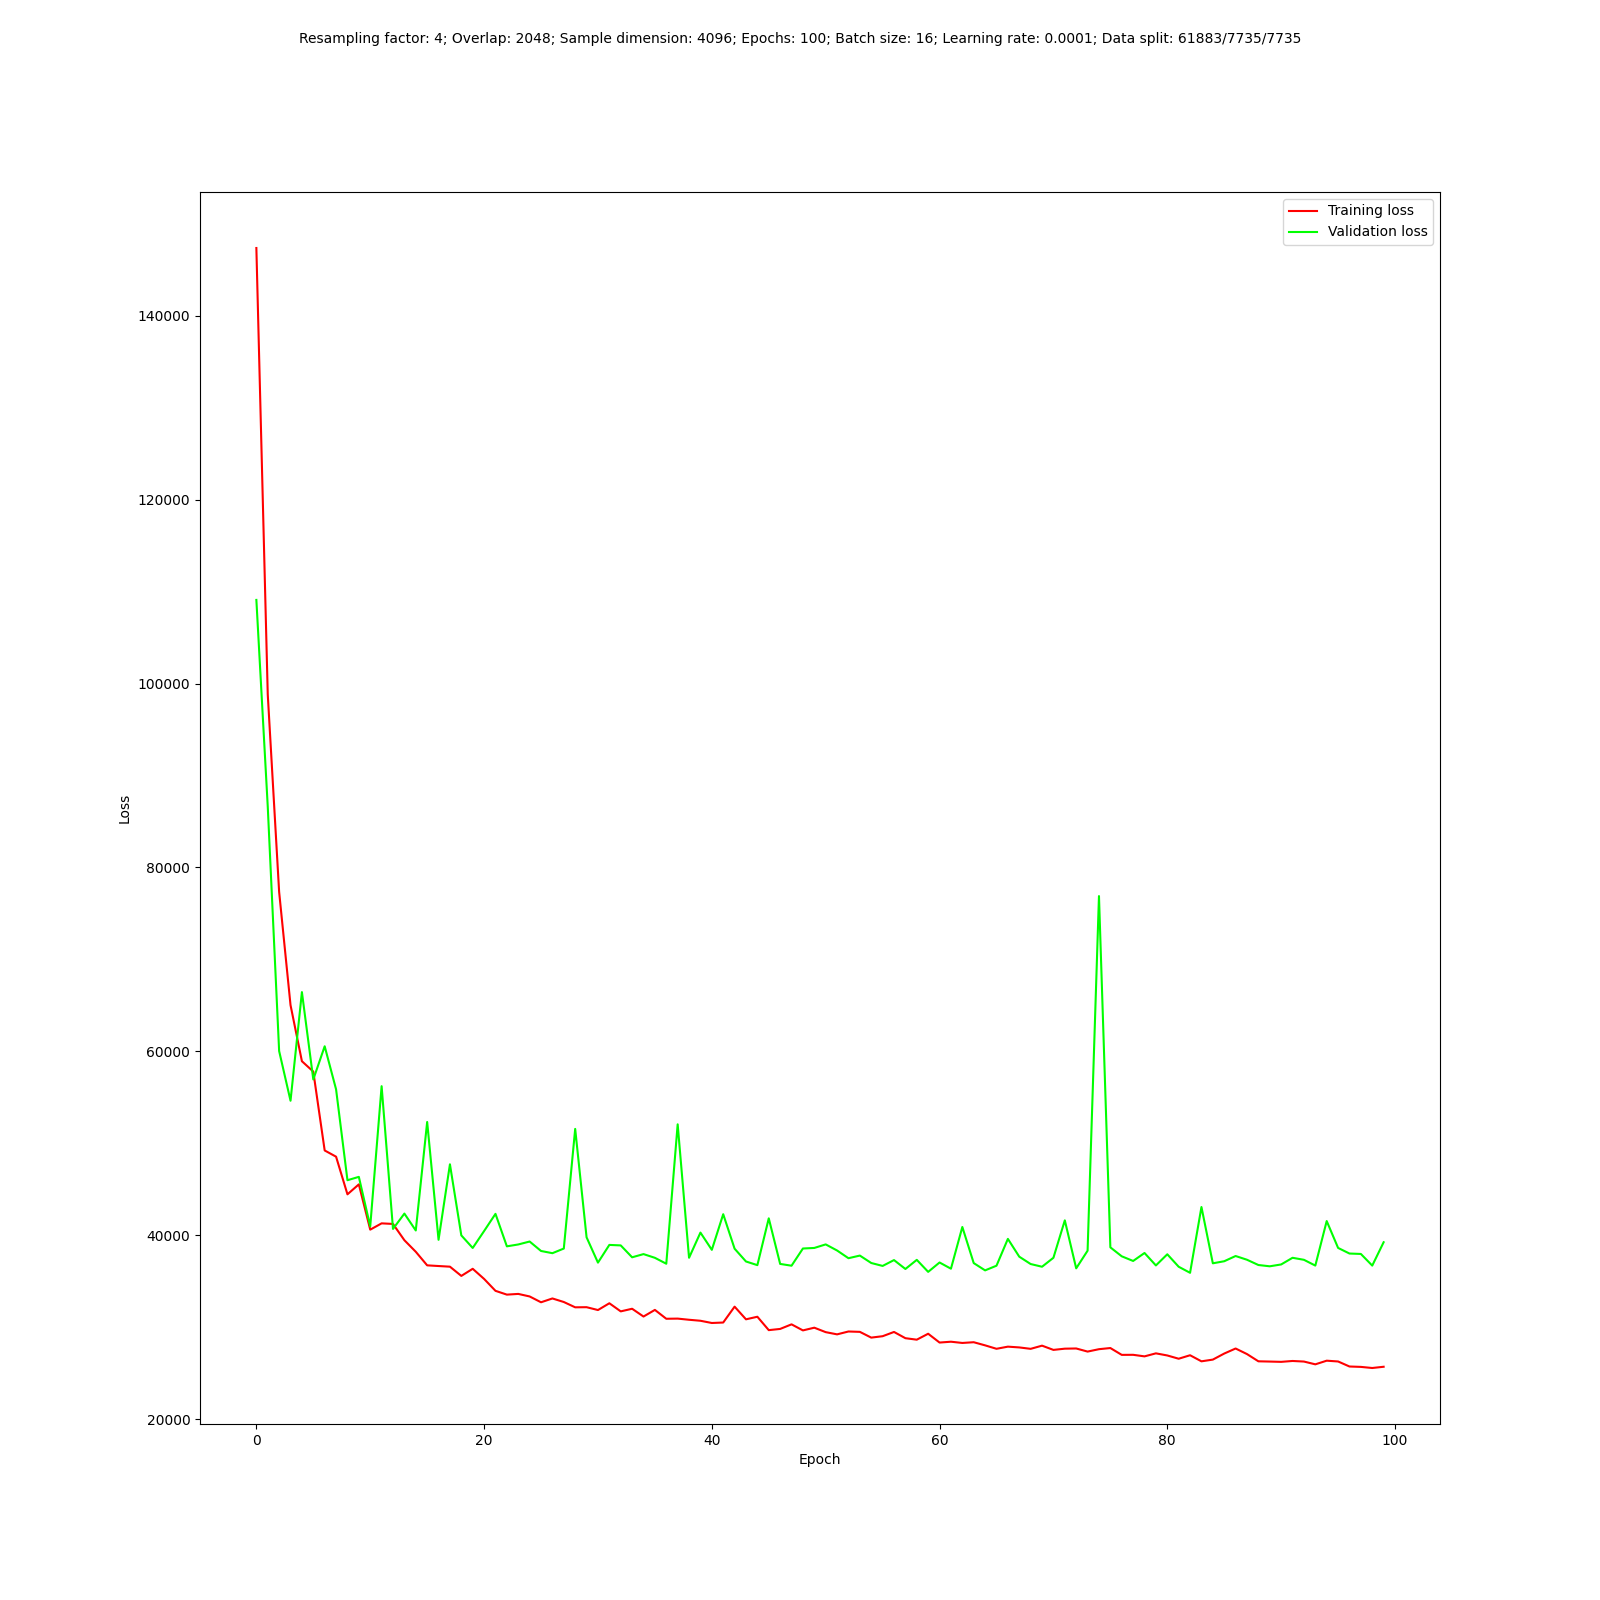 Resampling factor: 4; Overlap: 2048; Sample dimension: 4096; Epochs: 100; Batch size: 16; Learning rate: 0.0001; Data split: 61883/7735/7735
Training loss
Validation loss
140000
120000
100000
80000
60000
40000
20000
Loss
0 20 40 60 80 100
Epoch